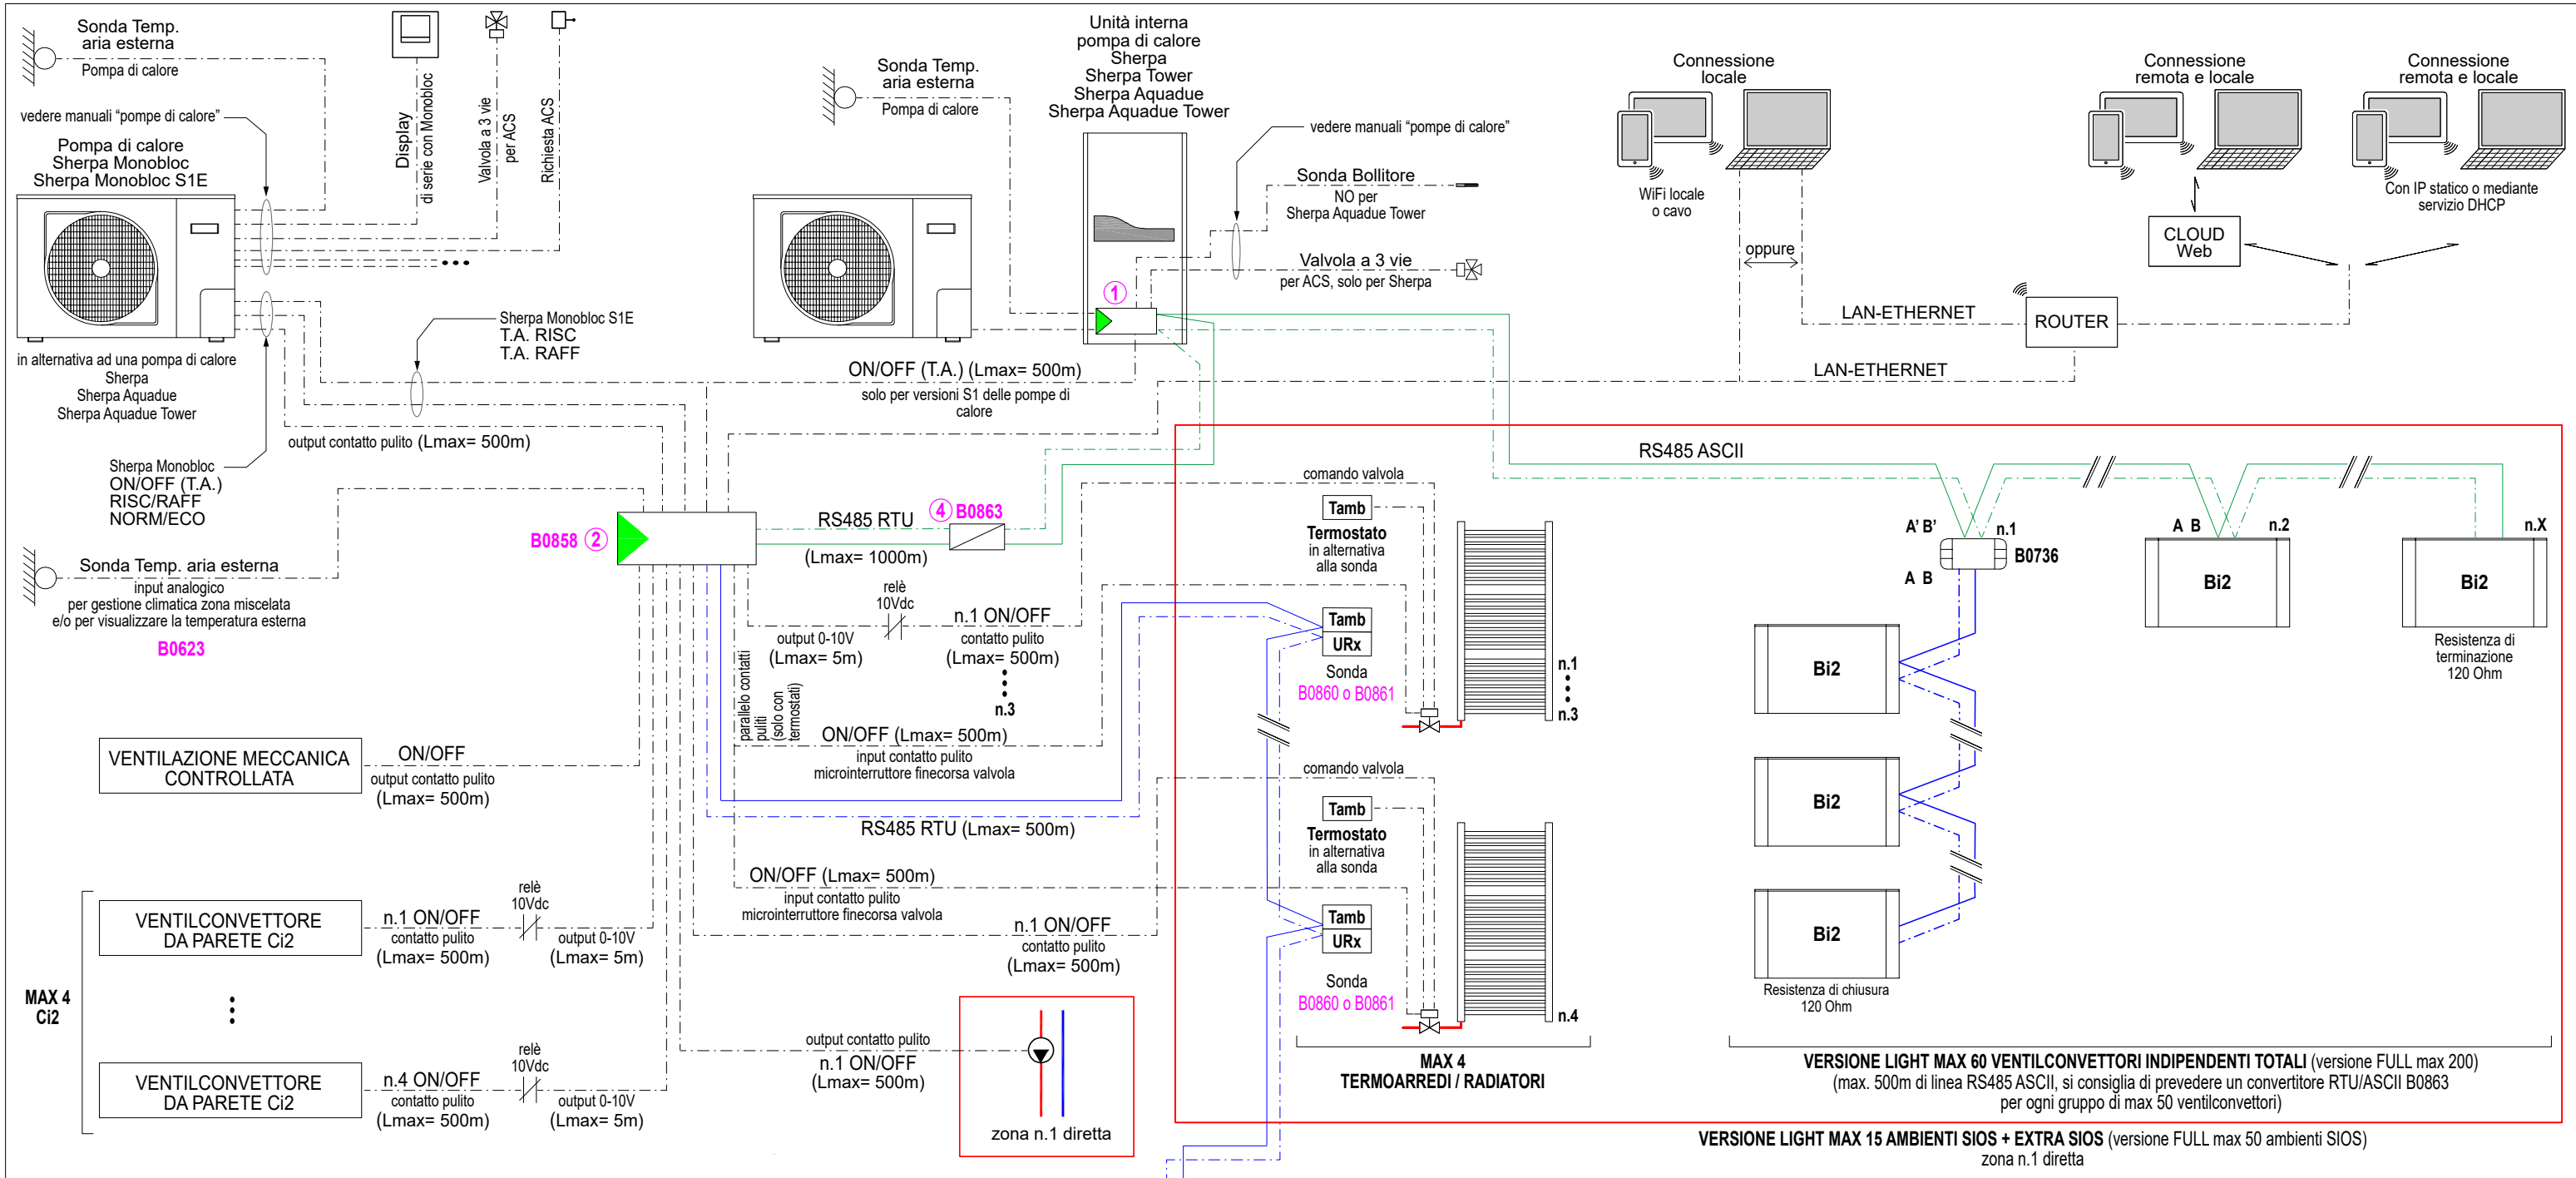 Sonda Temp.
aria esterna
Pompa di calore
vedere manuali “pompe di calore”
Pompa di calore
Sherpa Monobloc
Sherpa Monobloc S1E
Display
di serie con Monobloc
Valvola a 3 vie
per ACS
Richiesta ACS
in alternativa ad una pompa di calore
Sherpa
Sherpa Aquadue
Sherpa Aquadue Tower
Sherpa Monobloc
ON/OFF (T.A.)
RISC/RAFF
NORM/ECO
Sherpa Monobloc S1E
T.A. RISC
T.A. RAFF
output contatto pulito (Lmax= 500m)
Sonda Temp.
aria esterna
Pompa di calore
Unità interna
pompa di calore
Sherpa
Sherpa Tower
Sherpa Aquadue
Sherpa Aquadue Tower
vedere manuali “pompe di calore”
Sonda Bollitore
NO per
Sherpa Aquadue Tower
Valvola a 3 vie
per ACS, solo per Sherpa
1
ON/OFF (T.A.) (Lmax= 500m)
solo per versioni S1 delle pompe di
calore
Connessione
locale
WiFi locale
o cavo
oppure
Connessione
remota e locale
CLOUD
Web
Connessione
remota e locale
Con IP statico o mediante
servizio DHCP
LAN-ETHERNET
ROUTER
LAN-ETHERNET
Sonda Temp. aria esterna
input analogico
per gestione climatica zona miscelata
e/o per visualizzare la temperatura esterna
B0623
B0858 2
RS485 RTU
(Lmax= 1000m)
4 B0863
relè
10Vdc
output 0-10V
(Lmax= 5m)
n.1 ON/OFF
contatto pulito
(Lmax= 500m)
n.3
parallelo contatti
puliti
(solo con
termostati)
ON/OFF (Lmax= 500m)
input contatto pulito
microinterruttore finecorsa valvola
RS485 RTU (Lmax= 500m)
ON/OFF (Lmax= 500m)
input contatto pulito
microinterruttore finecorsa valvola
n.1 ON/OFF
contatto pulito
(Lmax= 500m)
output contatto pulito
n.1 ON/OFF
(Lmax= 500m)
zona n.1 diretta
VENTILAZIONE MECCANICA
CONTROLLATA
ON/OFF
output contatto pulito
(Lmax= 500m)
MAX 4
Ci2
VENTILCONVETTORE
DA PARETE Ci2
n.1 ON/OFF
contatto pulito
(Lmax= 500m)
relè
10Vdc
output 0-10V
(Lmax= 5m)
VENTILCONVETTORE
DA PARETE Ci2
n.4 ON/OFF
contatto pulito
(Lmax= 500m)
relè
10Vdc
output 0-10V
(Lmax= 5m)
comando valvola
Tamb
Termostato
in alternativa
alla sonda
Tamb
URx
Sonda
B0860 o B0861
n.1
n.3
comando valvola
Tamb
Termostato
in alternativa
alla sonda
Tamb
URx
Sonda
B0860 o B0861
n.4
MAX 4
TERMOARREDI / RADIATORI
RS485 ASCII
A' B'
n.1
B0736
A B
A B
n.2
Bi2
n.X
Bi2
Resistenza di
terminazione
120 Ohm
Bi2
Bi2
Bi2
Resistenza di chiusura
120 Ohm
VERSIONE LIGHT MAX 60 VENTILCONVETTORI INDIPENDENTI TOTALI (versione FULL max 200)
(max. 500m di linea RS485 ASCII, si consiglia di prevedere un convertitore RTU/ASCII B0863
per ogni gruppo di max 50 ventilconvettori)
VERSIONE LIGHT MAX 15 AMBIENTI SIOS + EXTRA SIOS (versione FULL max 50 ambienti SIOS)
zona n.1 diretta